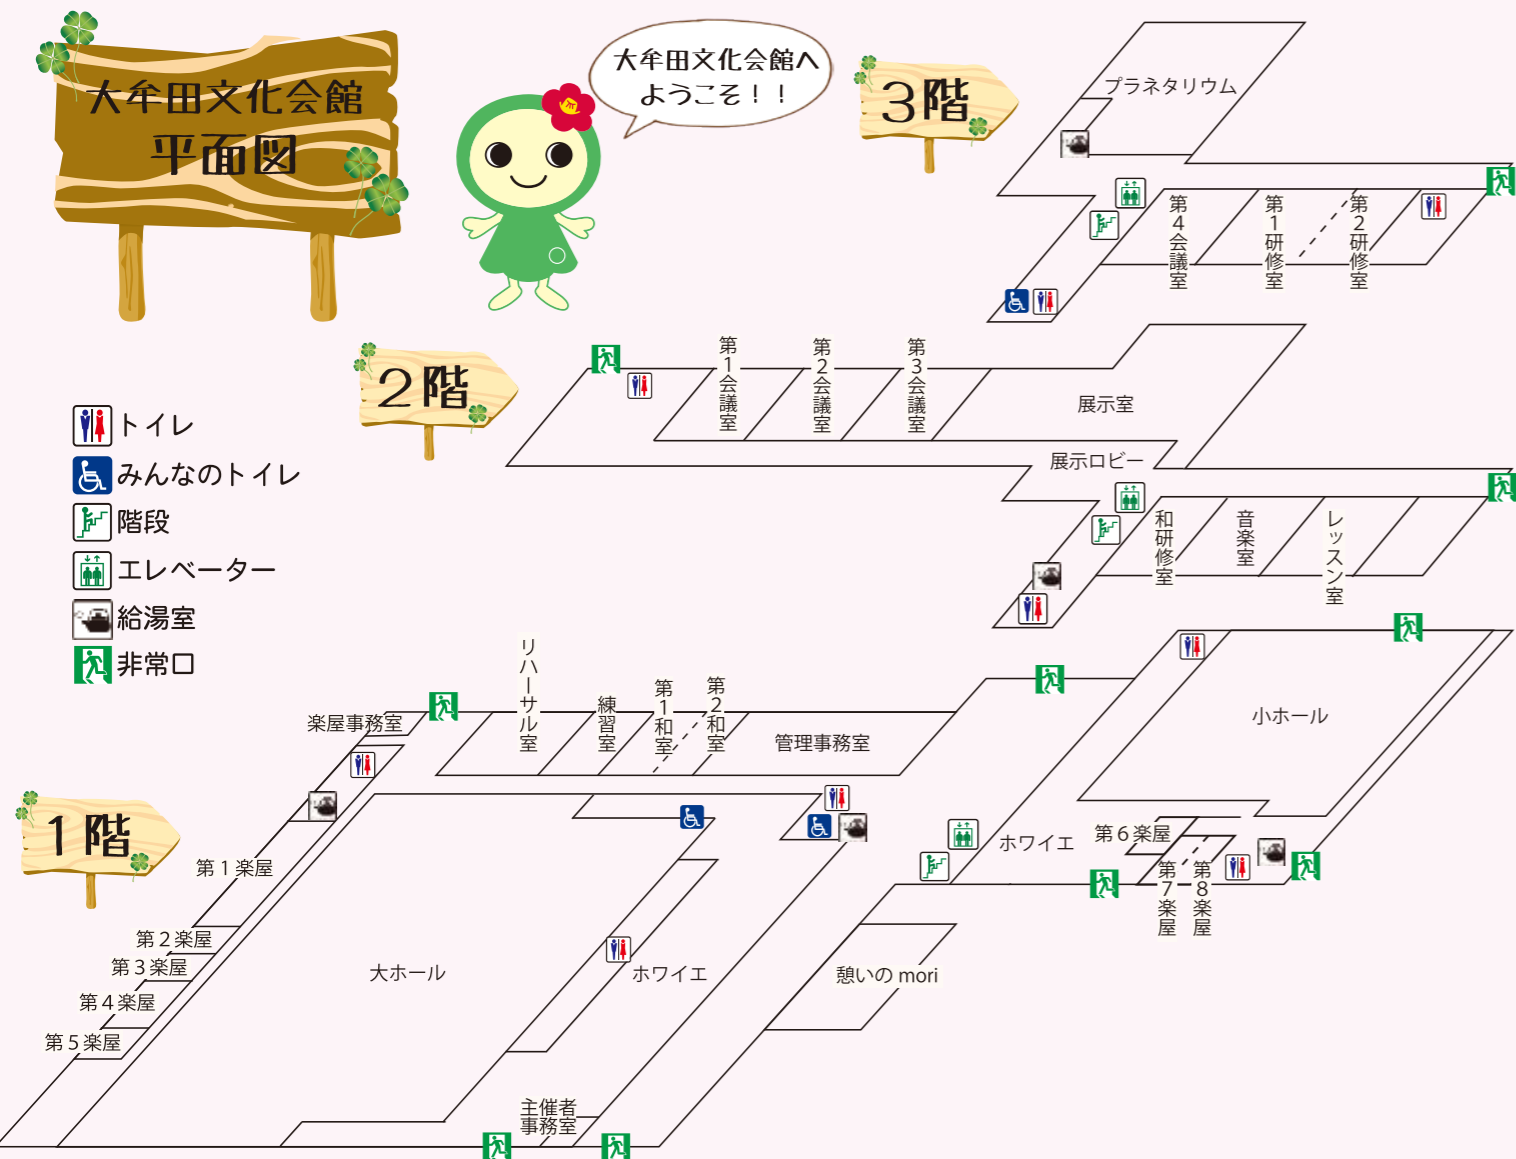 大牟田文化会館
平面図
大牟田文化会館へ
ようこそ！！
3階
プラネタリウム
第4会議室
第1研修室
第2研修室
2階
第1会議室
第2会議室
第3会議室
展示室
展示ロビー
和研修室
音楽室
レッスン室
トイレ
みんなのトイレ
階段
エレベーター
給湯室
非常口
1階
楽屋事務室
リハーサル室
練習室
第1和室
第2和室
管理事務室
小ホール
ホワイエ
第６楽屋
第7楽屋
第8楽屋
第１楽屋
第２楽屋
第３楽屋
第４楽屋
第５楽屋
大ホール
ホワイエ
憩いの mori
主催者
事務室